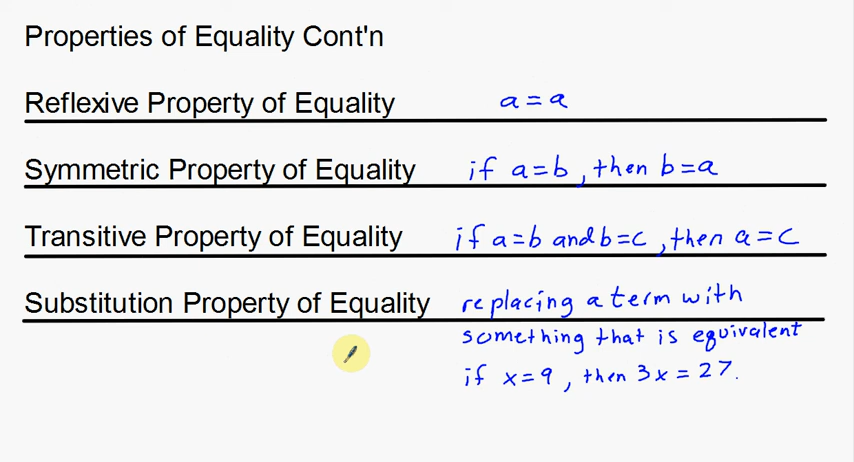 Properties of Equality Cont'n
Reflexive Property of Equality a = a
Symmetric Property of Equality if a = b, then b = a
Transitive Property of Equality if a = b and b = c, then a = c
Substitution Property of Equality replacing a term with
something that is equivalent
if x = 9, then 3x = 27.